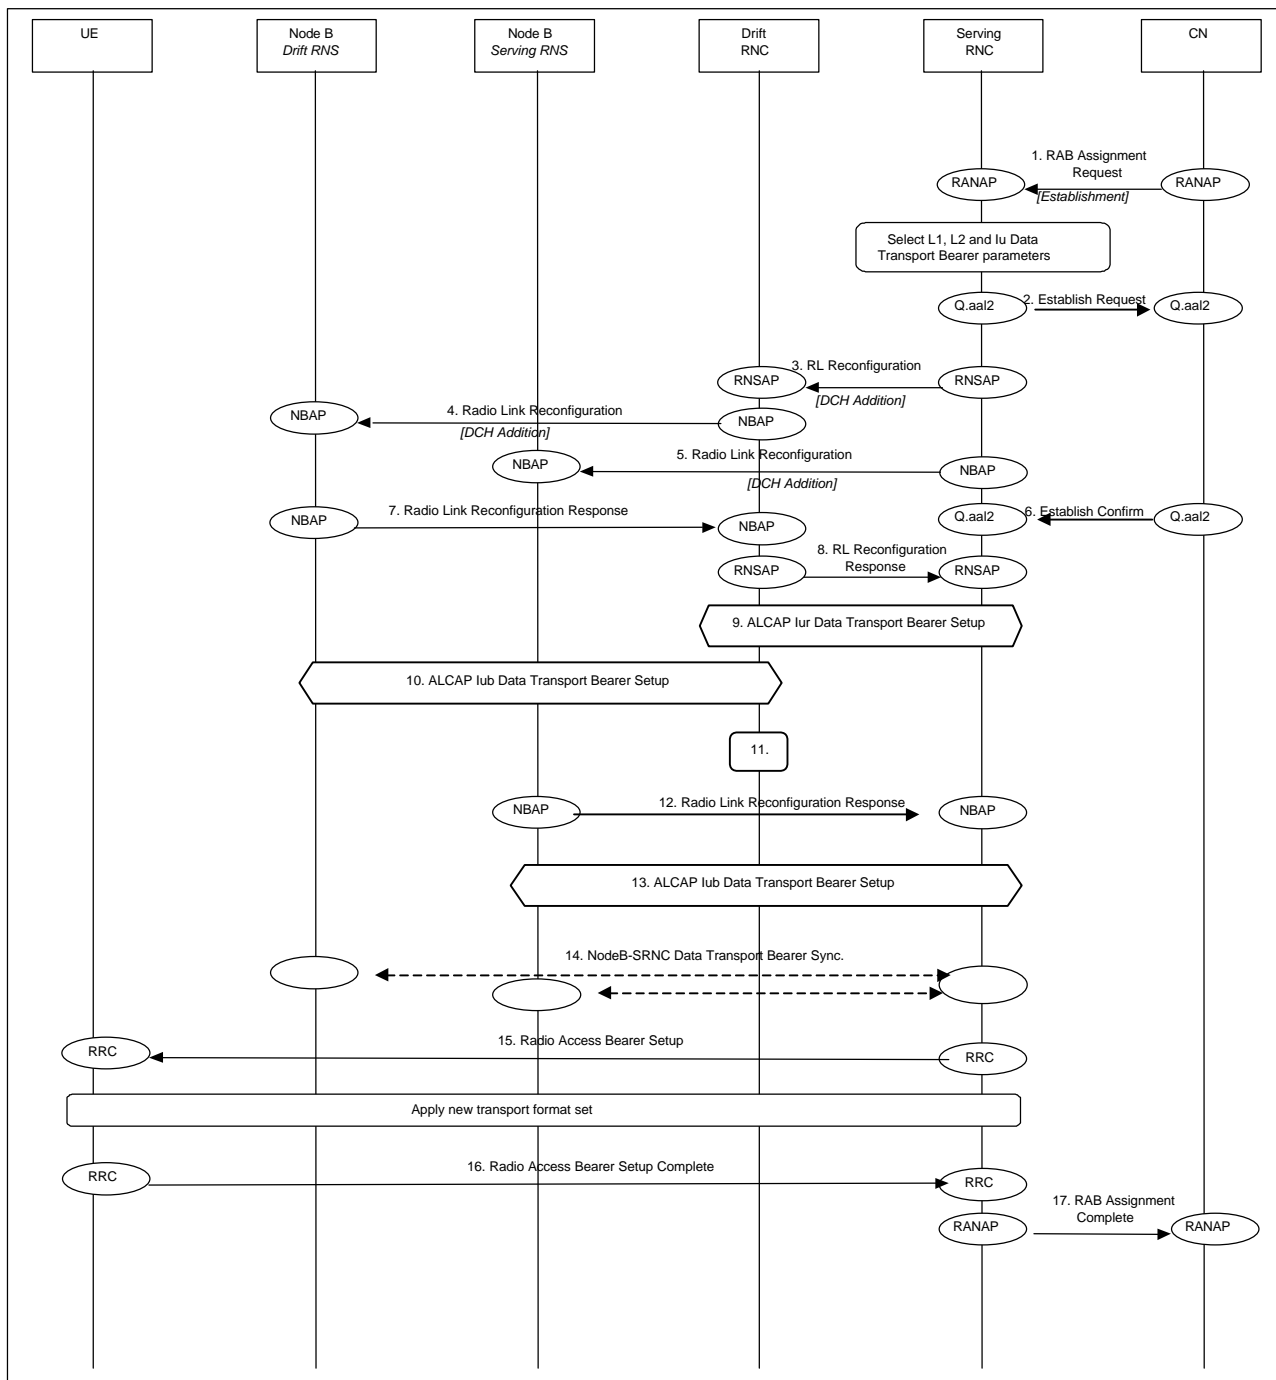 UE
Node B
Drift RNS
Node B
Serving RNS
Drift
RNC
Serving
RNC
CN
1. RAB Assignment
Request
RANAP
RANAP
[Establishment]
Select L1, L2 and Iu Data
Transport Bearer parameters
Q.aal2
2. Establish Request
Q.aal2
3. RL Reconfiguration
RNSAP
RNSAP
[DCH Addition]
NBAP
4. Radio Link Reconfiguration
NBAP
[DCH Addition]
NBAP
5. Radio Link Reconfiguration
NBAP
[DCH Addition]
NBAP
7. Radio Link Reconfiguration Response
NBAP
Q.aal2
6. Establish Confirm
Q.aal2
8. RL Reconfiguration
Response
RNSAP
RNSAP
9. ALCAP Iur Data Transport Bearer Setup
10. ALCAP Iub Data Transport Bearer Setup
11.
NBAP
12. Radio Link Reconfiguration Response
NBAP
13. ALCAP Iub Data Transport Bearer Setup
14. NodeB-SRNC Data Transport Bearer Sync.
RRC
15. Radio Access Bearer Setup
RRC
Apply new transport format set
RRC
16. Radio Access Bearer Setup Complete
RRC
17. RAB Assignment
Complete
RANAP
RANAP